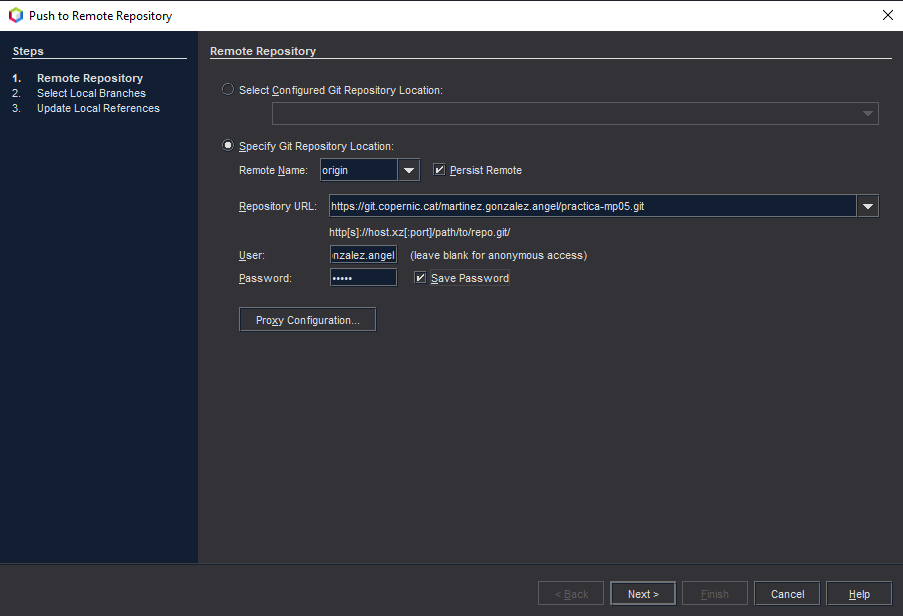 Push to Remote Repository
Steps
1. Remote Repository
2. Select Local Branches
3. Update Local References
Remote Repository
Select Configured Git Repository Location:
Specify Git Repository Location:
Remote Name: origin Persist Remote
Repository URL: https://git.copernic.cat/martinez.gonzalez.angel/practica-mp05.git
http[s]://host.xz[:port]/path/to/repo.git/
User: onzalez.angel (leave blank for anonymous access)
Password: ••••• Save Password
Proxy Configuration...
< Back Next > Finish Cancel Help